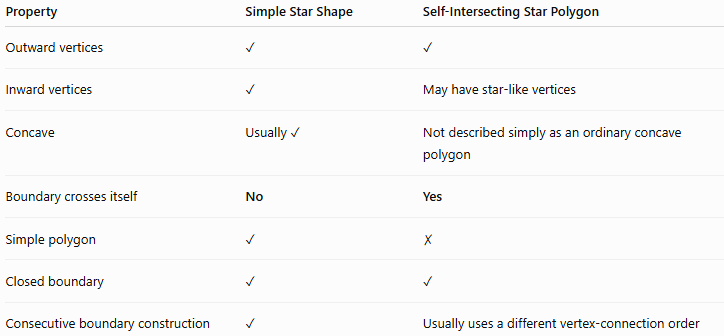 Property Simple Star Shape Self-Intersecting Star Polygon
Outward vertices ✓ ✓
Inward vertices ✓ May have star-like vertices
Concave Usually ✓ Not described simply as an ordinary concave
polygon
Boundary crosses itself No Yes
Simple polygon ✓ ✗
Closed boundary ✓ ✓
Consecutive boundary construction ✓ Usually uses a different vertex-connection order